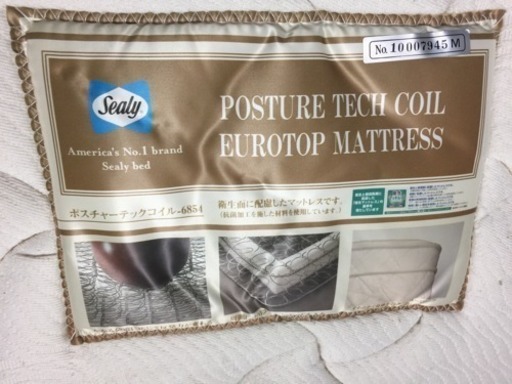 No. 10007945 M
Sealy
POSTURE TECH COIL
EUROTOP MATTRESS
America's No.1 brand
Sealy bed
ポスチャーテックコイル-6854
衛生面に配慮したマットレスです。
(抗菌加工を施した材料を使用しています。)